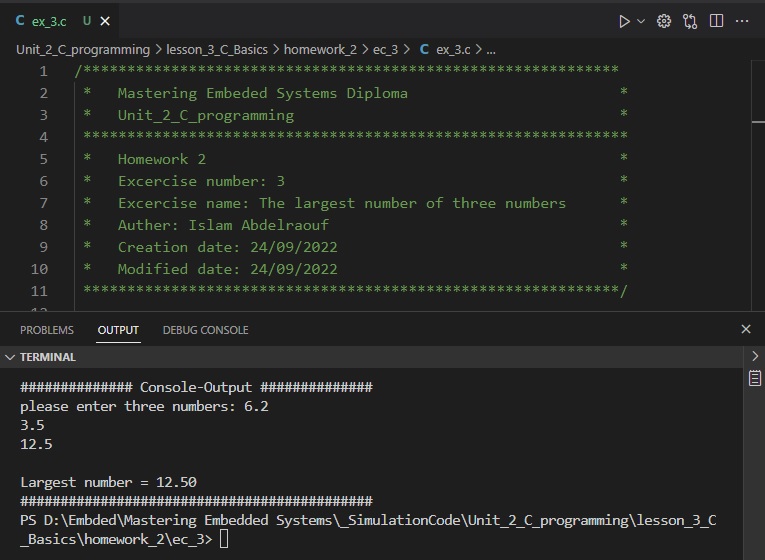 C ex_3.c U
Unit_2_C_programming > lesson_3_C_Basics > homework_2 > ec_3 > C ex_3.c > ...
1 /*************************************************************
2 * Mastering Embeded Systems Diploma *
3 * Unit_2_C_programming *
4 **************************************************************
5 * Homework 2 *
6 * Excercise number: 3 *
7 * Excercise name: The largest number of three numbers *
8 * Auther: Islam Abdelraouf *
9 * Creation date: 24/09/2022 *
10 * Modified date: 24/09/2022 *
11 *************************************************************/
PROBLEMS OUTPUT DEBUG CONSOLE
TERMINAL
############## Console-Output ##############
please enter three numbers: 6.2
3.5
12.5
Largest number = 12.50
############################################
PS D:\Embded\Mastering Embedded Systems\_SimulationCode\Unit_2_C_programming\lesson_3_C
_Basics\homework_2\ec_3>